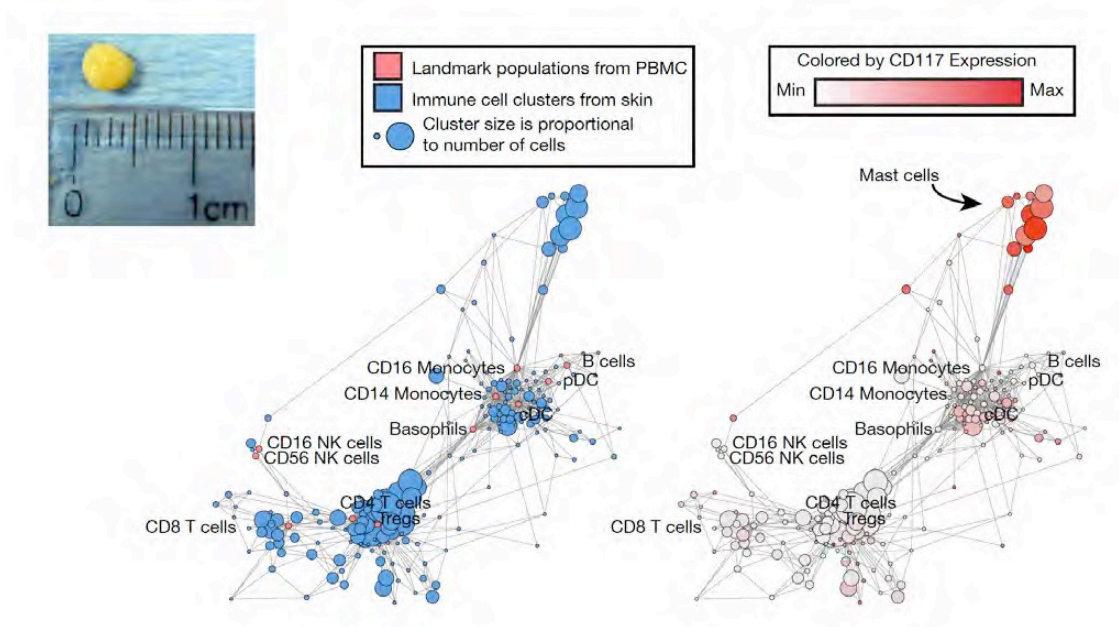 0 1cm
Landmark populations from PBMC
Immune cell clusters from skin
Cluster size is proportional
to number of cells
Colored by CD117 Expression
Min Max
Mast cells
CD16 Monocytes
B cells
pDC
CD14 Monocytes
cDC
Basophils
CD16 NK cells
CD56 NK cells
CD4 T cells
Tregs
CD8 T cells
CD16 Monocytes
B cells
pDC
CD14 Monocytes
cDC
Basophils
CD16 NK cells
CD56 NK cells
CD4 T cells
Tregs
CD8 T cells